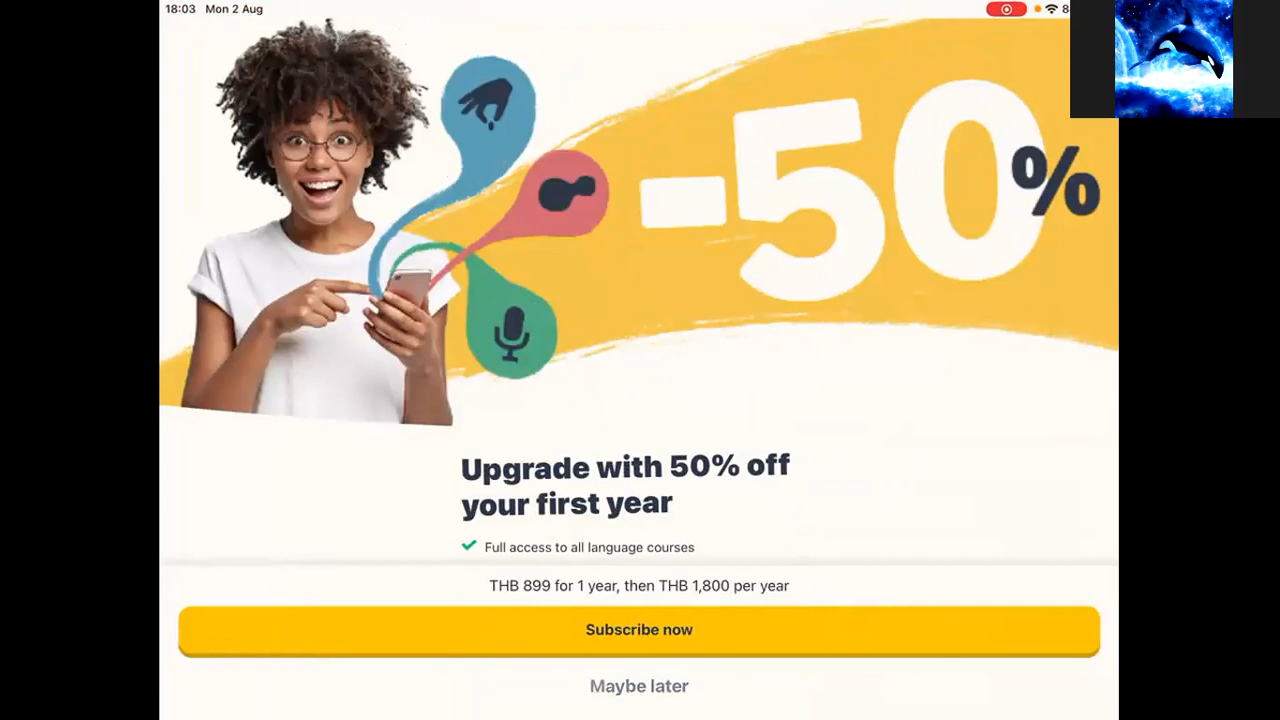 18:03 Mon 2 Aug
-50%
Upgrade with 50% off
your first year
Full access to all language courses
THB 899 for 1 year, then THB 1,800 per year
Subscribe now
Maybe later